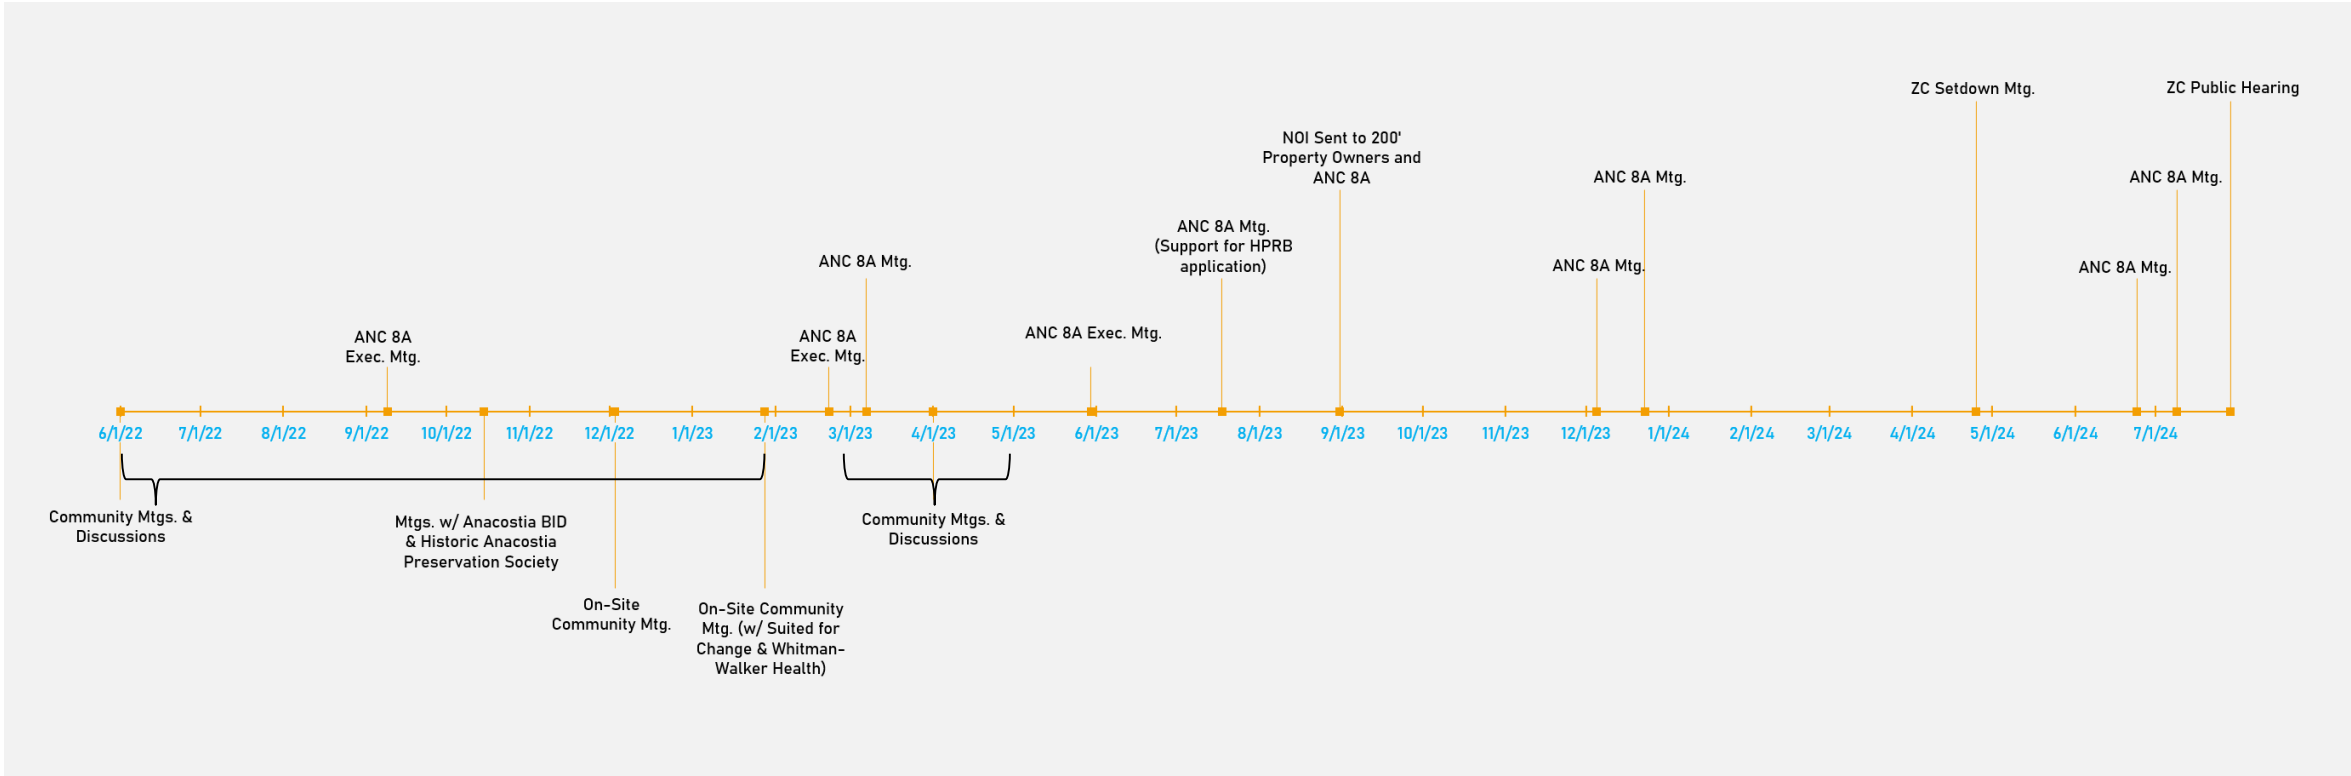 ZC Setdown Mtg.
ZC Public Hearing
NOI Sent to 200'
Property Owners and
ANC 8A
ANC 8A Mtg.
ANC 8A Mtg.
ANC 8A Mtg.
(Support for HPRB
application)
ANC 8A Mtg.
ANC 8A Mtg.
ANC 8A Mtg.
ANC 8A
Exec. Mtg.
ANC 8A
Exec. Mtg.
ANC 8A Exec. Mtg.
6/1/22 7/1/22 8/1/22 9/1/22 10/1/22 11/1/22 12/1/22 1/1/23 2/1/23 3/1/23 4/1/23 5/1/23 6/1/23 7/1/23 8/1/23 9/1/23 10/1/23 11/1/23 12/1/23 1/1/24 2/1/24 3/1/24 4/1/24 5/1/24 6/1/24 7/1/24
Community Mtgs. &
Discussions
Mtgs. w/ Anacostia BID
& Historic Anacostia
Preservation Society
Community Mtgs. &
Discussions
On-Site
Community Mtg.
On-Site Community
Mtg. (w/ Suited for
Change & Whitman-
Walker Health)